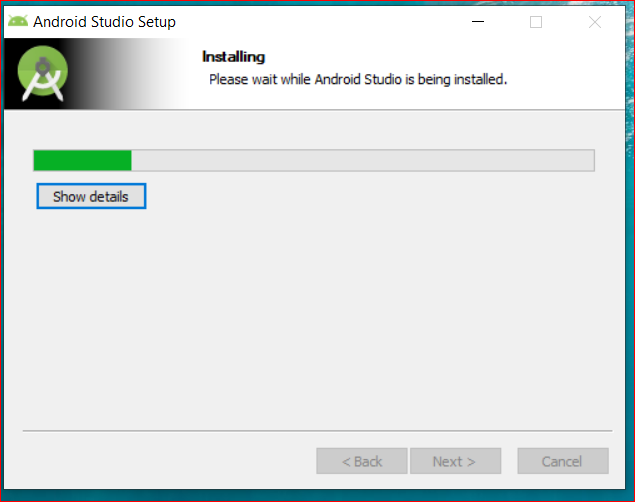 Android Studio Setup
Installing
Please wait while Android Studio is being installed.
Show details
< Back Next > Cancel